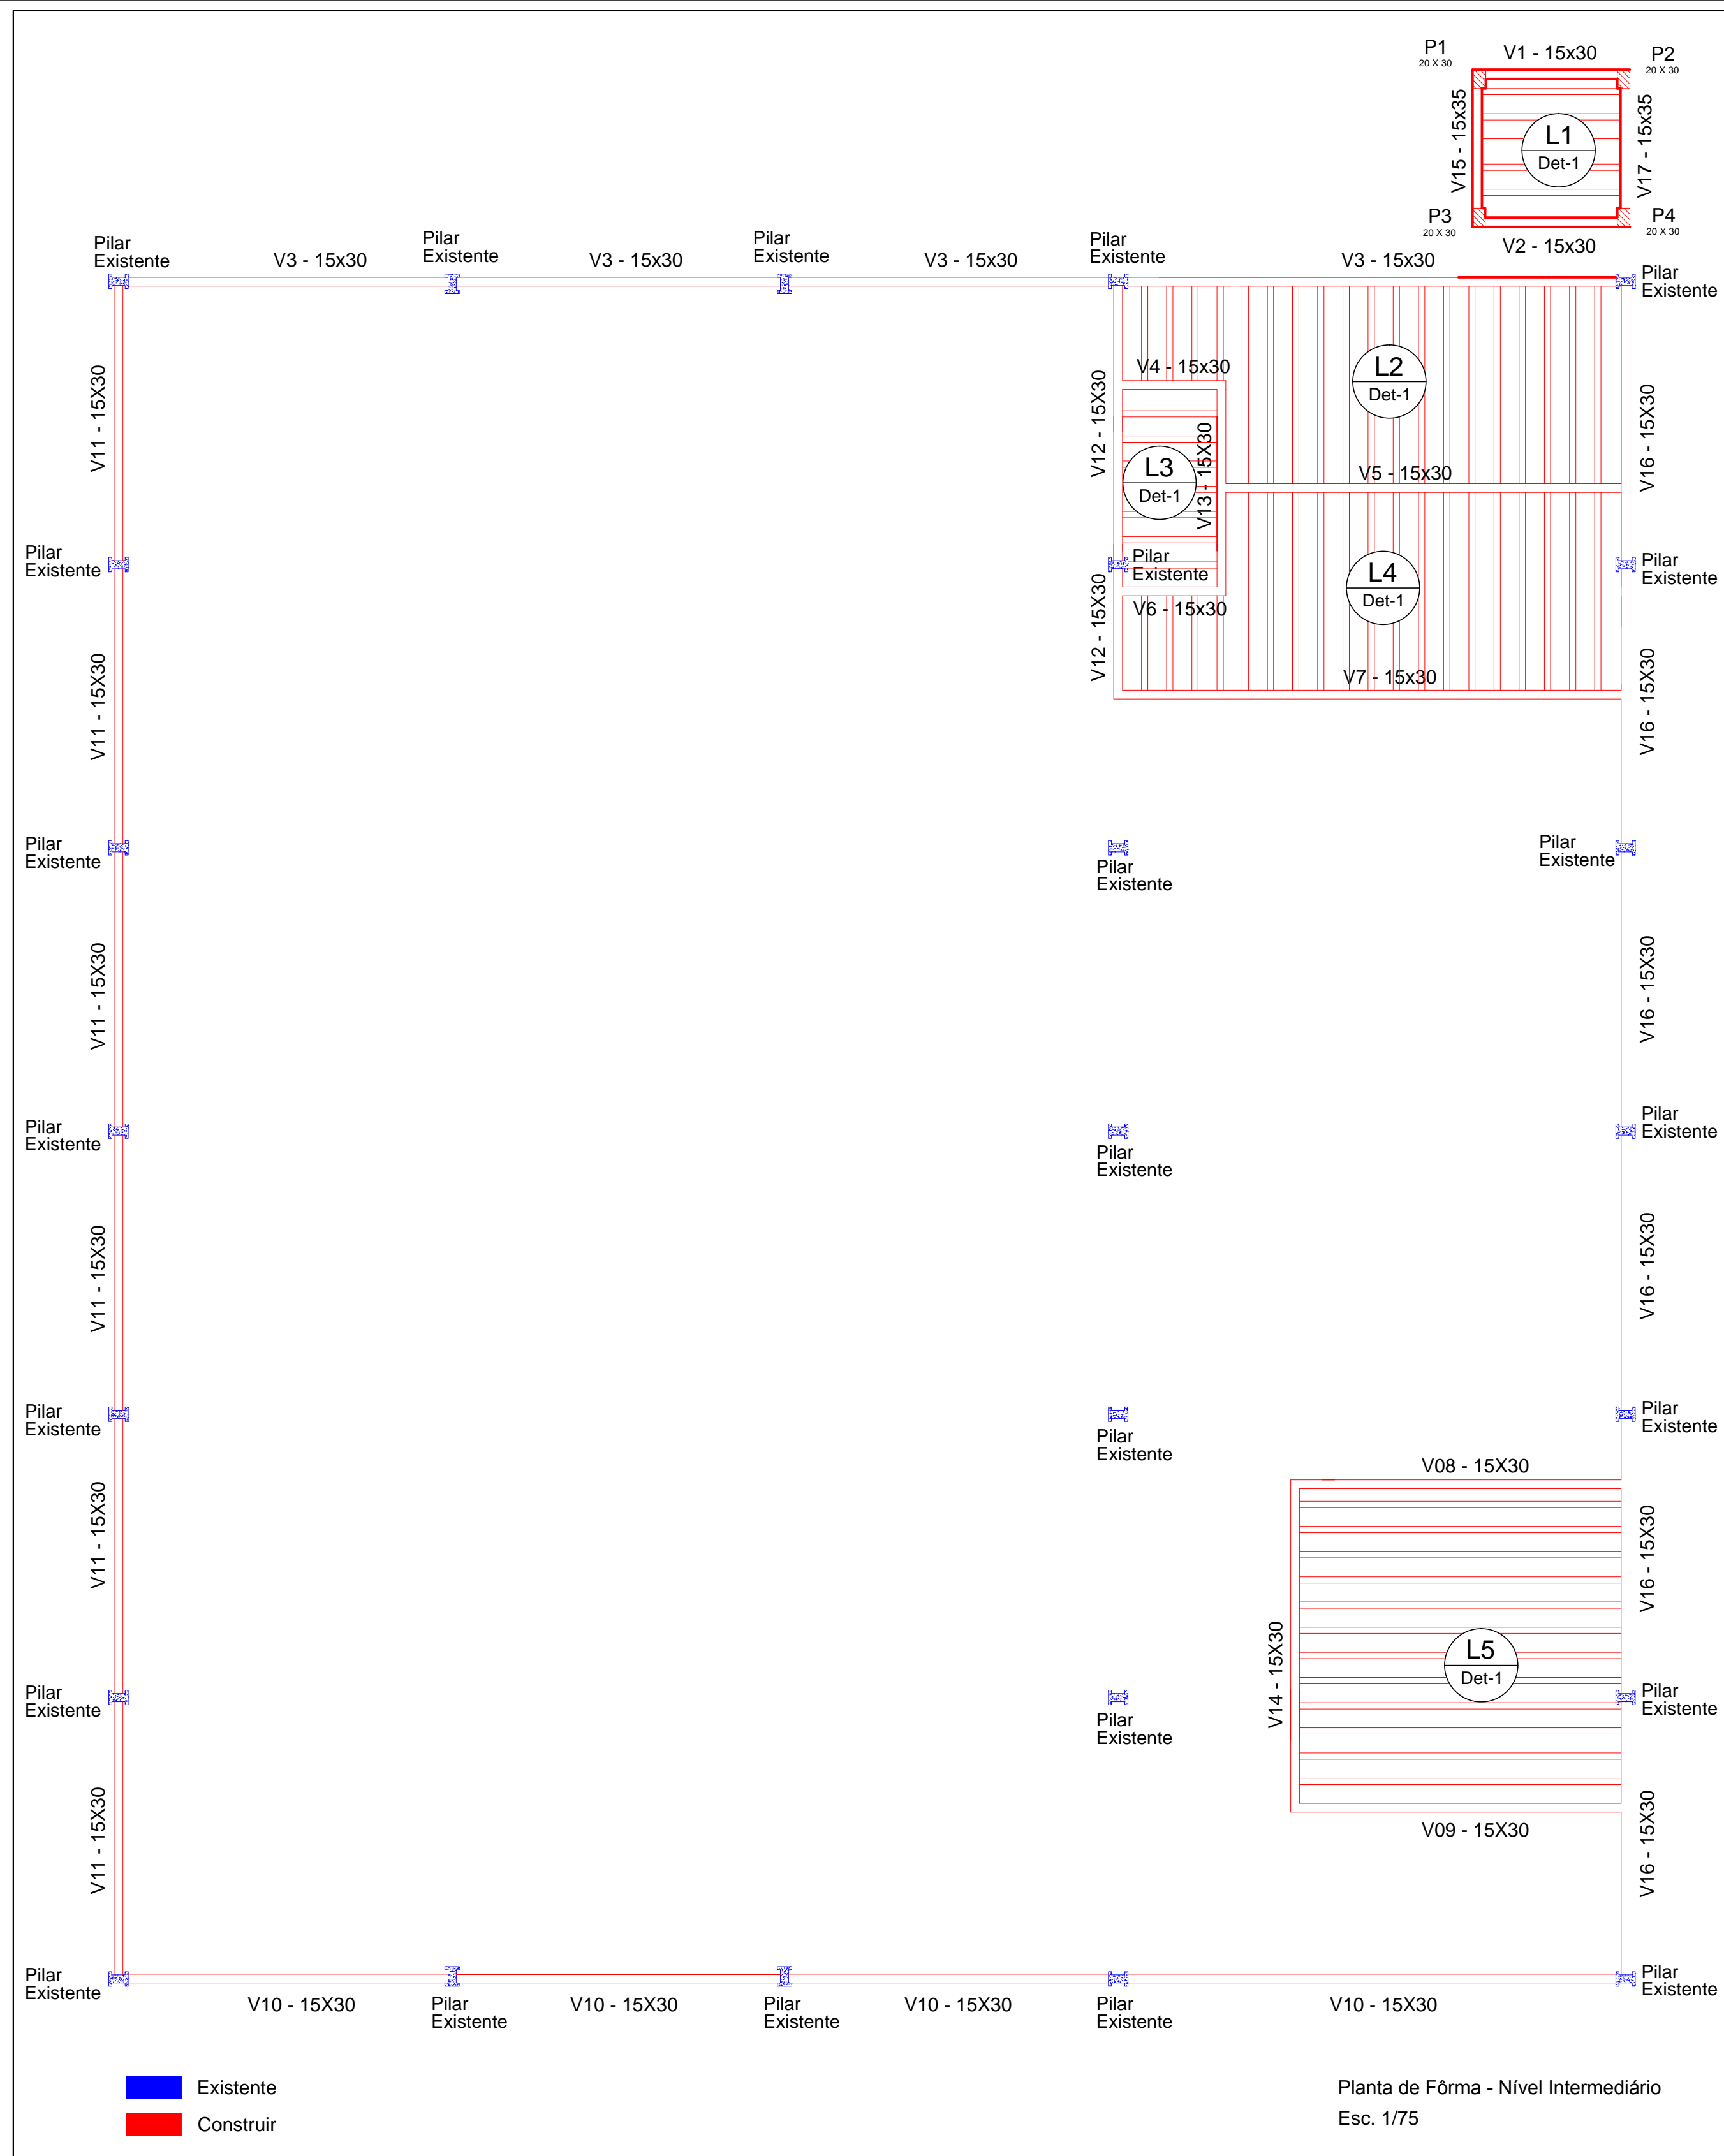 P1
20 X 30
V1 - 15x30
P2
20 X 30
V15 - 15x35
L1
Det-1
V17 - 15x35
P3
20 X 30
V2 - 15x30
P4
20 X 30
Pilar
Existente
V3 - 15x30
Pilar
Existente
V3 - 15x30
Pilar
Existente
V3 - 15x30
Pilar
Existente
V3 - 15x30
Pilar
Existente
V11 - 15X30
V12 - 15X30
V4 - 15x30
L2
Det-1
V16 - 15X30
L3
Det-1
V13 - 15X30
V5 - 15x30
Pilar
Existente
Pilar
Existente
Pilar
Existente
L4
Det-1
V12 - 15X30
V6 - 15x30
V11 - 15X30
V7 - 15x30
V16 - 15X30
Pilar
Existente
Pilar
Existente
Pilar
Existente
V11 - 15X30
V16 - 15X30
Pilar
Existente
Pilar
Existente
Pilar
Existente
V11 - 15X30
V16 - 15X30
Pilar
Existente
Pilar
Existente
Pilar
Existente
V08 - 15X30
V11 - 15X30
V16 - 15X30
V14 - 15X30
L5
Det-1
Pilar
Existente
Pilar
Existente
Pilar
Existente
V09 - 15X30
V11 - 15X30
V16 - 15X30
Pilar
Existente
V10 - 15X30
Pilar
Existente
V10 - 15X30
Pilar
Existente
V10 - 15X30
Pilar
Existente
V10 - 15X30
Pilar
Existente
Existente
Construir
Planta de Fôrma - Nível Intermediário
Esc. 1/75